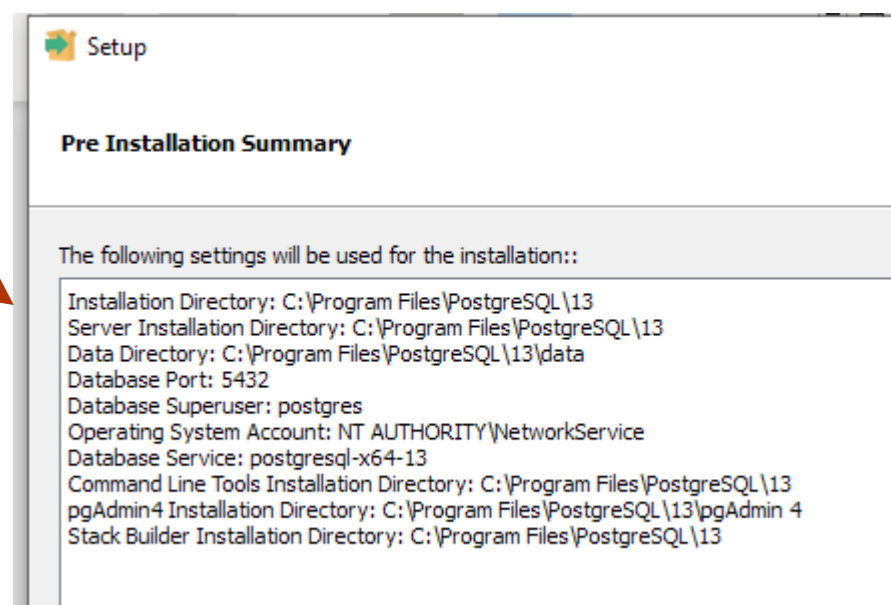 Setup
Pre Installation Summary
The following settings will be used for the installation::
Installation Directory: C:\Program Files\PostgreSQL\13
Server Installation Directory: C:\Program Files\PostgreSQL\13
Data Directory: C:\Program Files\PostgreSQL\13\data
Database Port: 5432
Database Superuser: postgres
Operating System Account: NT AUTHORITY\NetworkService
Database Service: postgresql-x64-13
Command Line Tools Installation Directory: C:\Program Files\PostgreSQL\13
pgAdmin4 Installation Directory: C:\Program Files\PostgreSQL\13\pgAdmin 4
Stack Builder Installation Directory: C:\Program Files\PostgreSQL\13